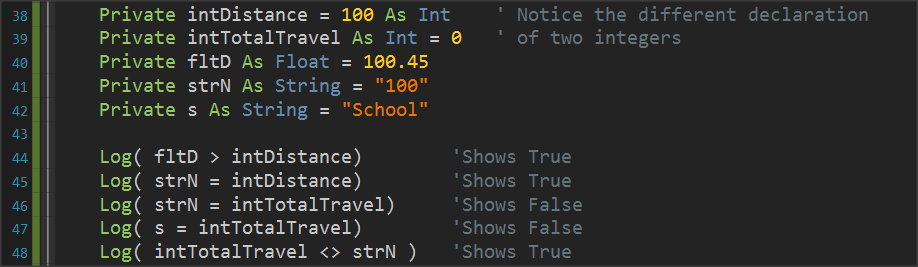 38 Private intDistance = 100 As Int ' Notice the different declaration
39 Private intTotalTravel As Int = 0 ' of two integers
40 Private fltD As Float = 100.45
41 Private strN As String = "100"
42 Private s As String = "School"
43
44 Log( fltD > intDistance) 'Shows True
45 Log( strN = intDistance) 'Shows True
46 Log( strN = intTotalTravel) 'Shows False
47 Log( s = intTotalTravel) 'Shows False
48 Log( intTotalTravel <> strN ) 'Shows True